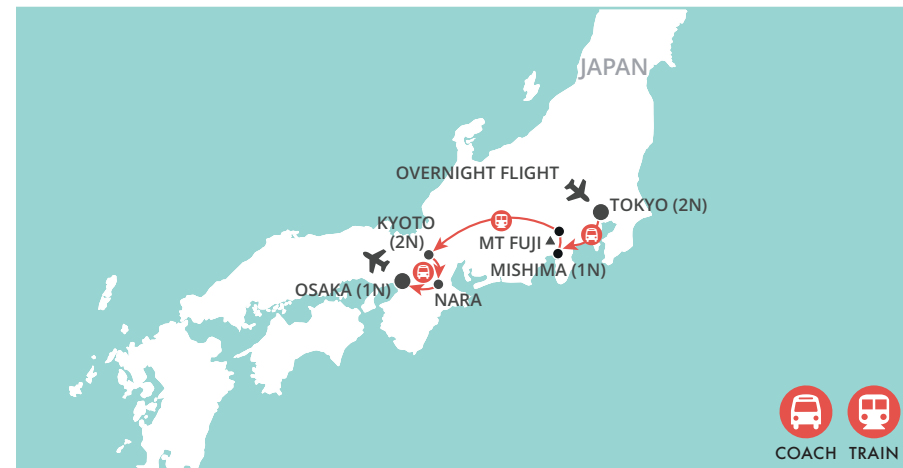 JAPAN
OVERNIGHT FLIGHT
TOKYO (2N)
KYOTO
(2N)
MT FUJI
MISHIMA (1N)
OSAKA (1N)
NARA
COACH
TRAIN